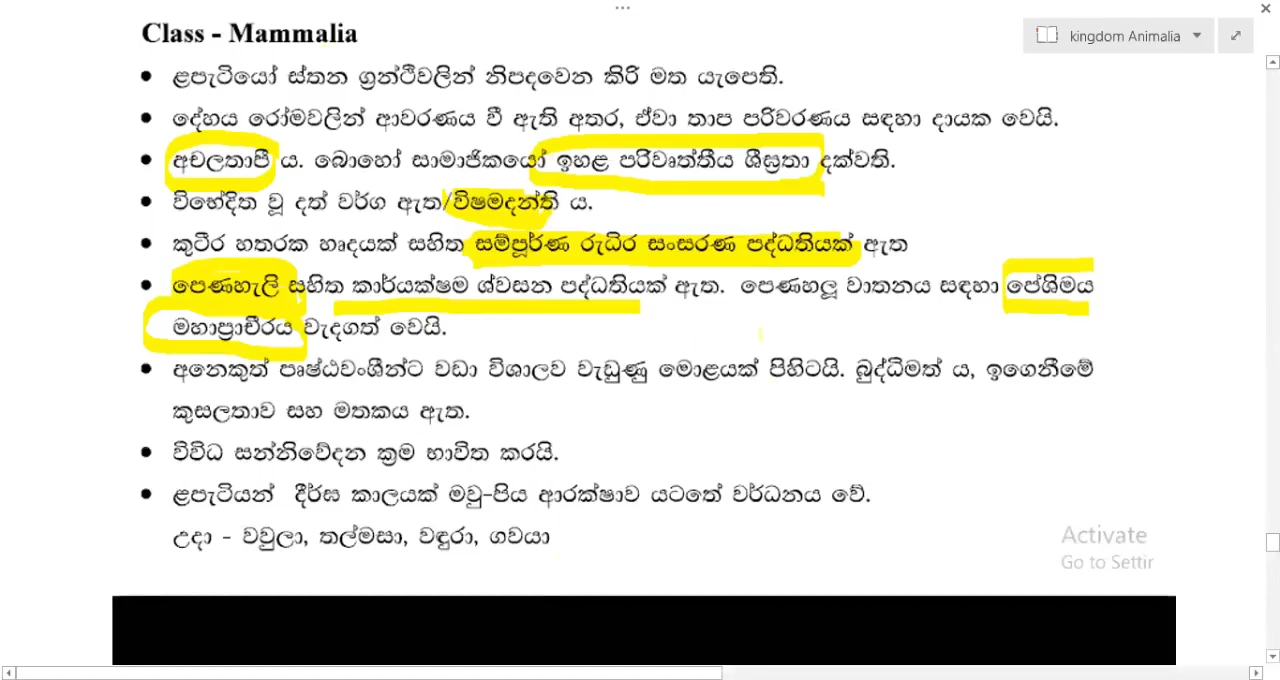 Class - Mammalia
kingdom Animalia
• ළපැටියෝ ස්තන ග්‍රන්ථිවලින් නිපදවෙන කිරි මත යැපෙති.
• දේහය රෝමවලින් ආවරණය වී ඇති අතර, ඒවා තාප පරිවරණය සඳහා දායක වෙයි.
• අචලතාපී ය. බොහෝ සාමාජිකයෝ ඉහළ පරිවෘත්තීය ශීඝ්‍රතා දක්වති.
• විභේදිත වූ දත් වර්ග ඇත/විෂමදන්ති ය.
• කුටීර හතරක හෘදයක් සහිත සම්පූර්ණ රුධිර සංසරණ පද්ධතියක් ඇත
• පෙණහැලි සහිත කාර්යක්ෂම ශ්වසන පද්ධතියක් ඇත. පෙණහලූ වාතනය සඳහා පේශිමය
මහාප්‍රාචීරය වැදගත් වෙයි.
• අනෙකුත් පෘෂ්ඨවංශීන්ට වඩා විශාලව වැඩුණු මොළයක් පිහිටයි. බුද්ධිමත් ය, ඉගෙනීමේ
කුසලතාව සහ මතකය ඇත.
• විවිධ සන්නිවේදන ක්‍රම භාවිත කරයි.
• ළපැටියන් දීර්ඝ කාලයක් මවු-පිය ආරක්ෂාව යටතේ වර්ධනය වේ.
උදා - වවුලා, තල්මසා, වඳුරා, ගවයා
Activate
Go to Settir